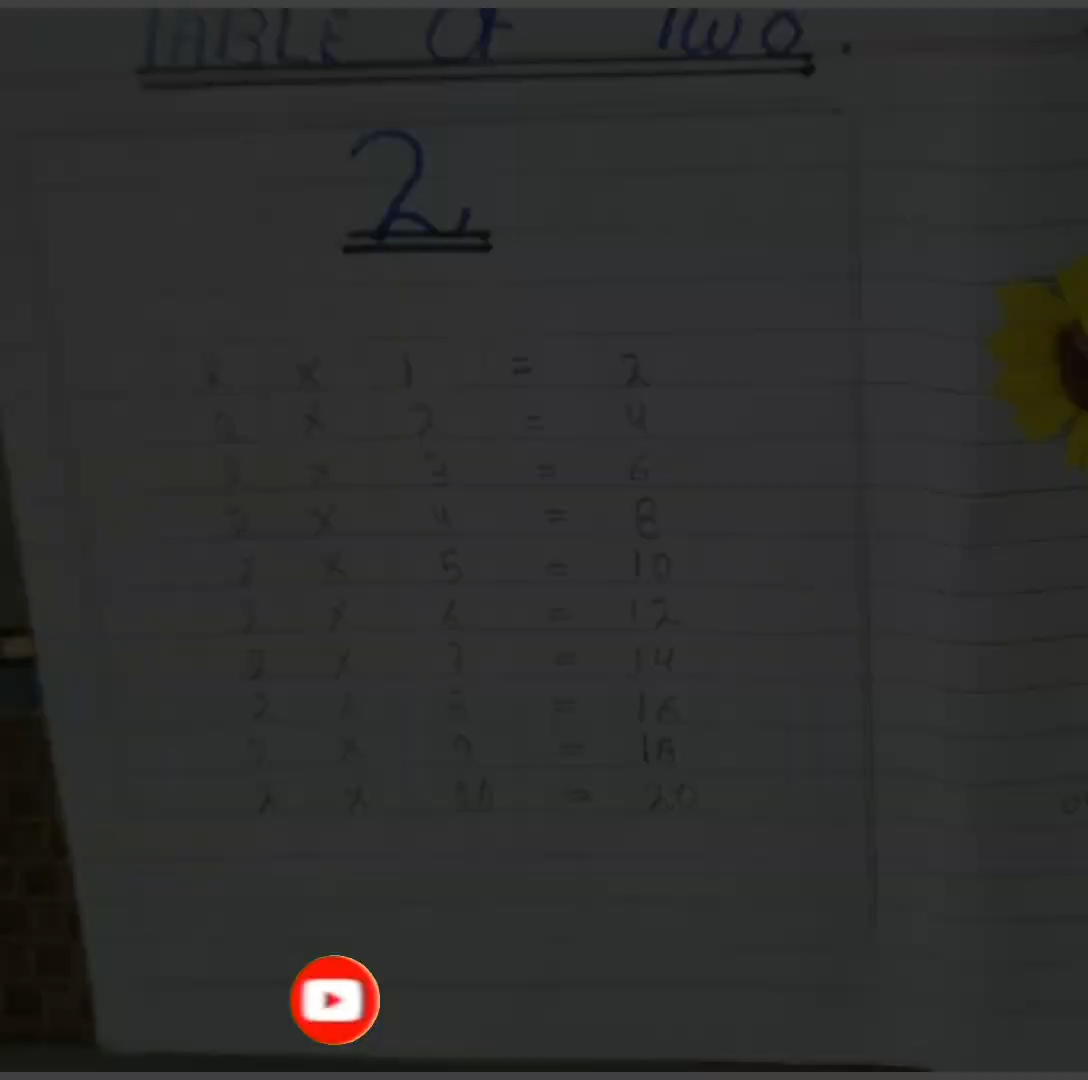 TABLE Of Two.
2
2 x 1 = 2
2 x 2 = 4
2 x 3 = 6
2 x 4 = 8
2 x 5 = 10
2 x 6 = 12
2 x 7 = 14
2 x 8 = 16
2 x 9 = 18
2 x 10 = 20